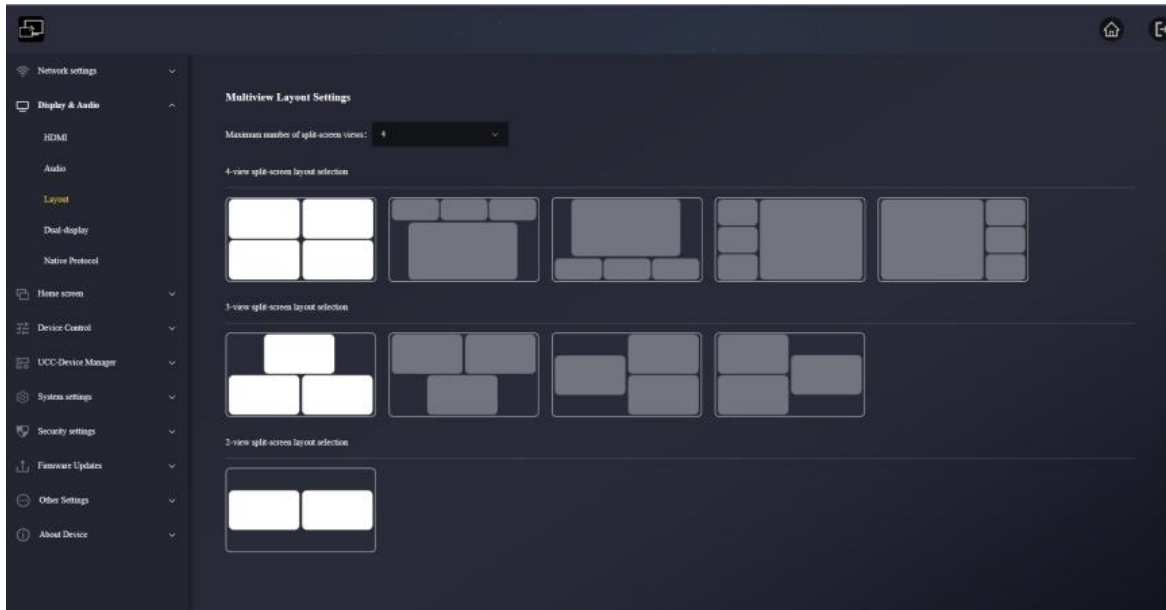 Network settings
Display & Audio
HDMI
Audio
Layout
Dual-display
Native Protocol
Home screen
Device Control
UCC-Device Manager
System settings
Security settings
Firmware Updates
Other Settings
About Device
Multiview Layout Settings
Maximum number of split-screen views: 4
4-view split-screen layout selection
3-view split-screen layout selection
2-view split-screen layout selection